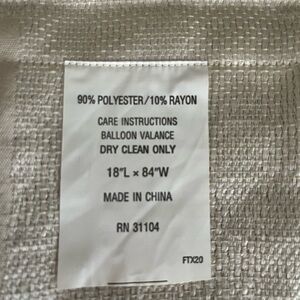 90% POLYESTER/10% RAYON
CARE INSTRUCTIONS
BALLOON VALANCE
DRY CLEAN ONLY
18"L × 84"W
MADE IN CHINA
RN 31104
FTX20